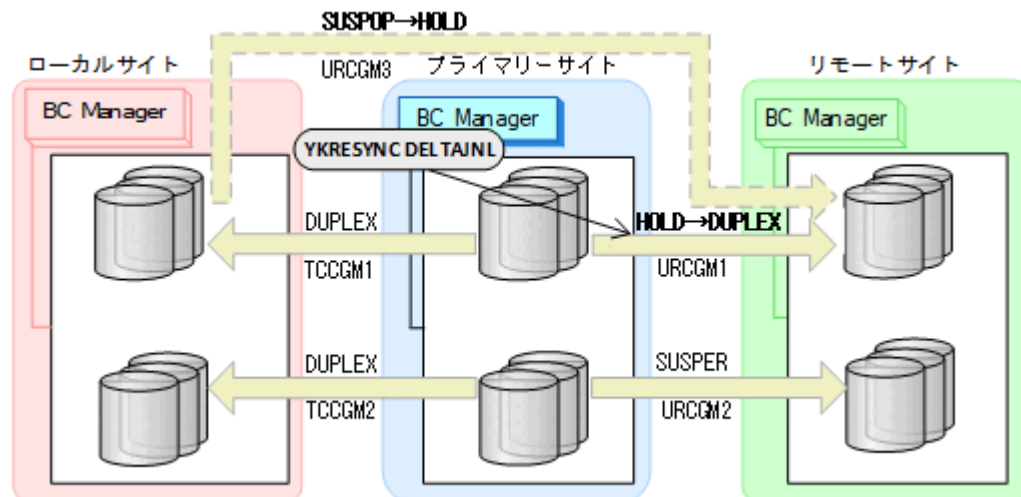 SUSPOP→HOLD
ローカルサイト
URCGM3
プライマリーサイト
リモートサイト
BC Manager
BC Manager
BC Manager
YKRESYNC DELTAJNL
DUPLEX
HOLD→DUPLEX
TCCGM1
URCGM1
DUPLEX
SUSPER
TCCGM2
URCGM2